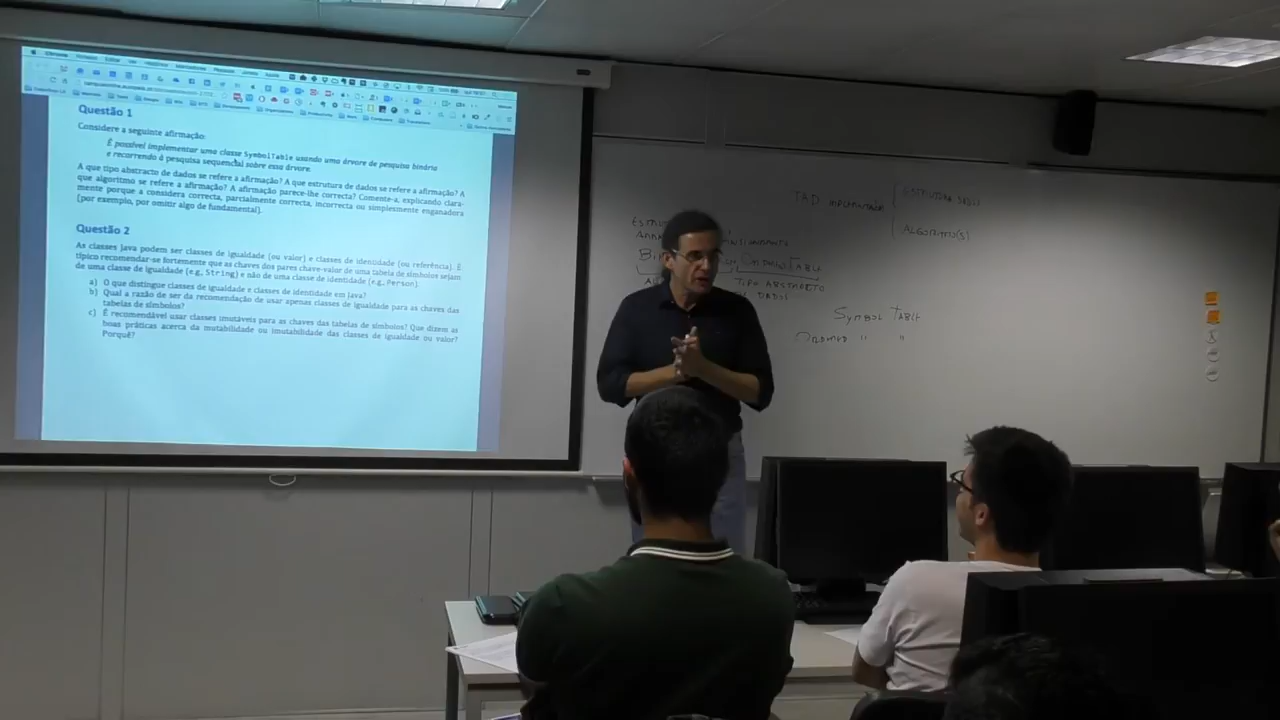 Questão 1
Considere a seguinte afirmação:
É possível implementar uma classe SymbolTable usando uma árvore de pesquisa binária
e recorrendo à pesquisa sequencial sobre essa árvore.
A que tipo abstracto de dados se refere a afirmação? A que estrutura de dados se refere a afirmação? A
que algoritmo se refere a afirmação? A afirmação parece-lhe correcta? Comente-a, explicando clara-
mente porque a considera correcta, parcialmente correcta, incorrecta ou simplesmente enganadora
(por exemplo, por omitir algo de fundamental).
Questão 2
As classes Java podem ser classes de igualdade (ou valor) e classes de identidade (ou referência). É
típico recomendar-se fortemente que as chaves dos pares chave-valor de uma tabela de símbolos sejam
de uma classe de igualdade (e.g., String) e não de uma classe de identidade (e.g., Person).
a) O que distingue classes de igualdade e classes de identidade em Java?
b) Qual a razão de ser da recomendação de usar apenas classes de igualdade para as chaves das
tabelas de símbolos?
c) É recomendável usar classes imutáveis para as chaves das tabelas de símbolos? Que dizem as
boas práticas acerca da mutabilidade ou imutabilidade das classes de igualdade ou valor?
Porquê?
TAD
ESTRUTURA DADOS
ALGORITMO(S)
TABLE
TIPO ABSTRACTO
DADOS
SYMBOL TABLE
ORDERED " "